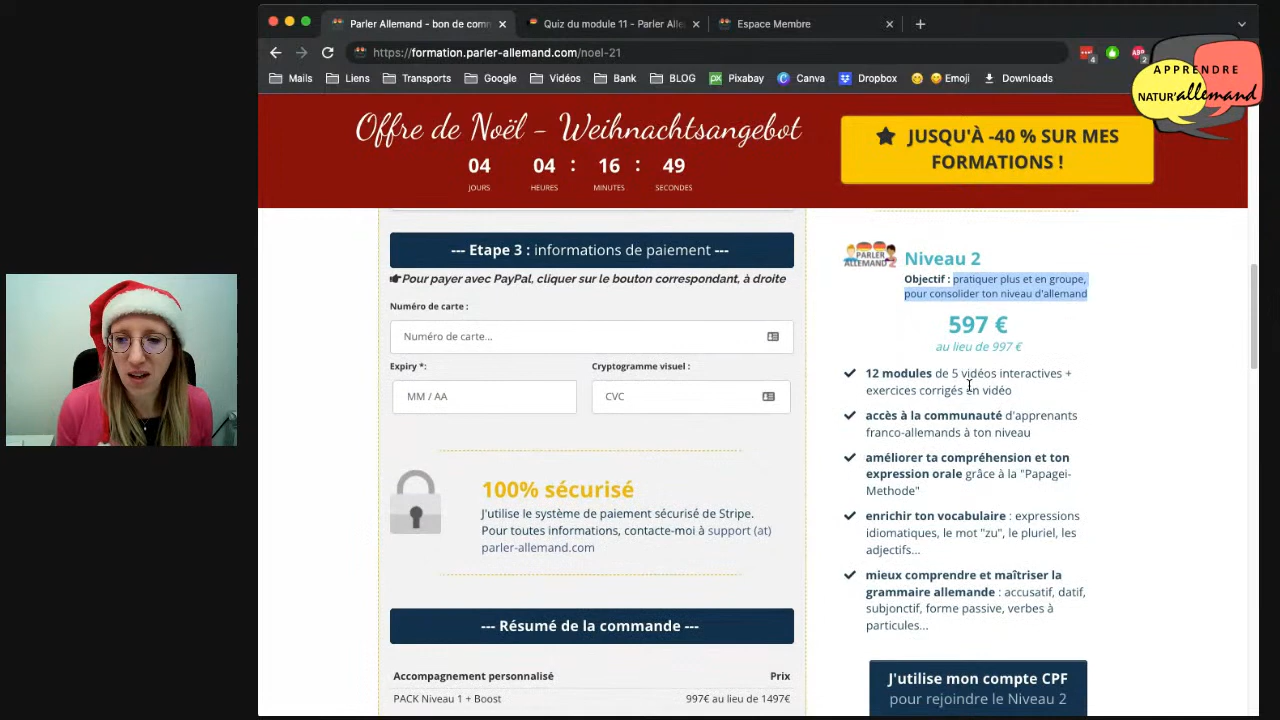 Parler Allemand - bon de comm
Quiz du module 11 - Parler Alle
Espace Membre
https://formation.parler-allemand.com/noel-21
Mails
Liens
Transports
Google
Vidéos
Bank
BLOG
px Pixabay
Canva
Dropbox
Emoji
Downloads
4
2
APPRENDRE
NATUR'allemand
Offre de Noël - Weihnachtsangebot
04 04 : 16 : 49
JOURS HEURES MINUTES SECONDES
JUSQU'À -40 % SUR MES
FORMATIONS !
--- Etape 3 : informations de paiement ---
Pour payer avec PayPal, cliquer sur le bouton correspondant, à droite
Numéro de carte :
Numéro de carte...
Expiry *: Cryptogramme visuel :
MM / AA CVC
100% sécurisé
J'utilise le système de paiement sécurisé de Stripe.
Pour toutes informations, contacte-moi à support (at)
parler-allemand.com
--- Résumé de la commande ---
Accompagnement personnalisé Prix
PACK Niveau 1 + Boost 997€ au lieu de 1497€
PARLER
ALLEMAND
Niveau 2
Objectif : pratiquer plus et en groupe,
pour consolider ton niveau d'allemand
597 €
au lieu de 997 €
12 modules de 5 vidéos interactives +
exercices corrigés en vidéo
accès à la communauté d'apprenants
franco-allemands à ton niveau
améliorer ta compréhension et ton
expression orale grâce à la "Papagei-
Methode"
enrichir ton vocabulaire : expressions
idiomatiques, le mot "zu", le pluriel, les
adjectifs...
mieux comprendre et maîtriser la
grammaire allemande : accusatif, datif,
subjonctif, forme passive, verbes à
particules...
J'utilise mon compte CPF
pour rejoindre le Niveau 2